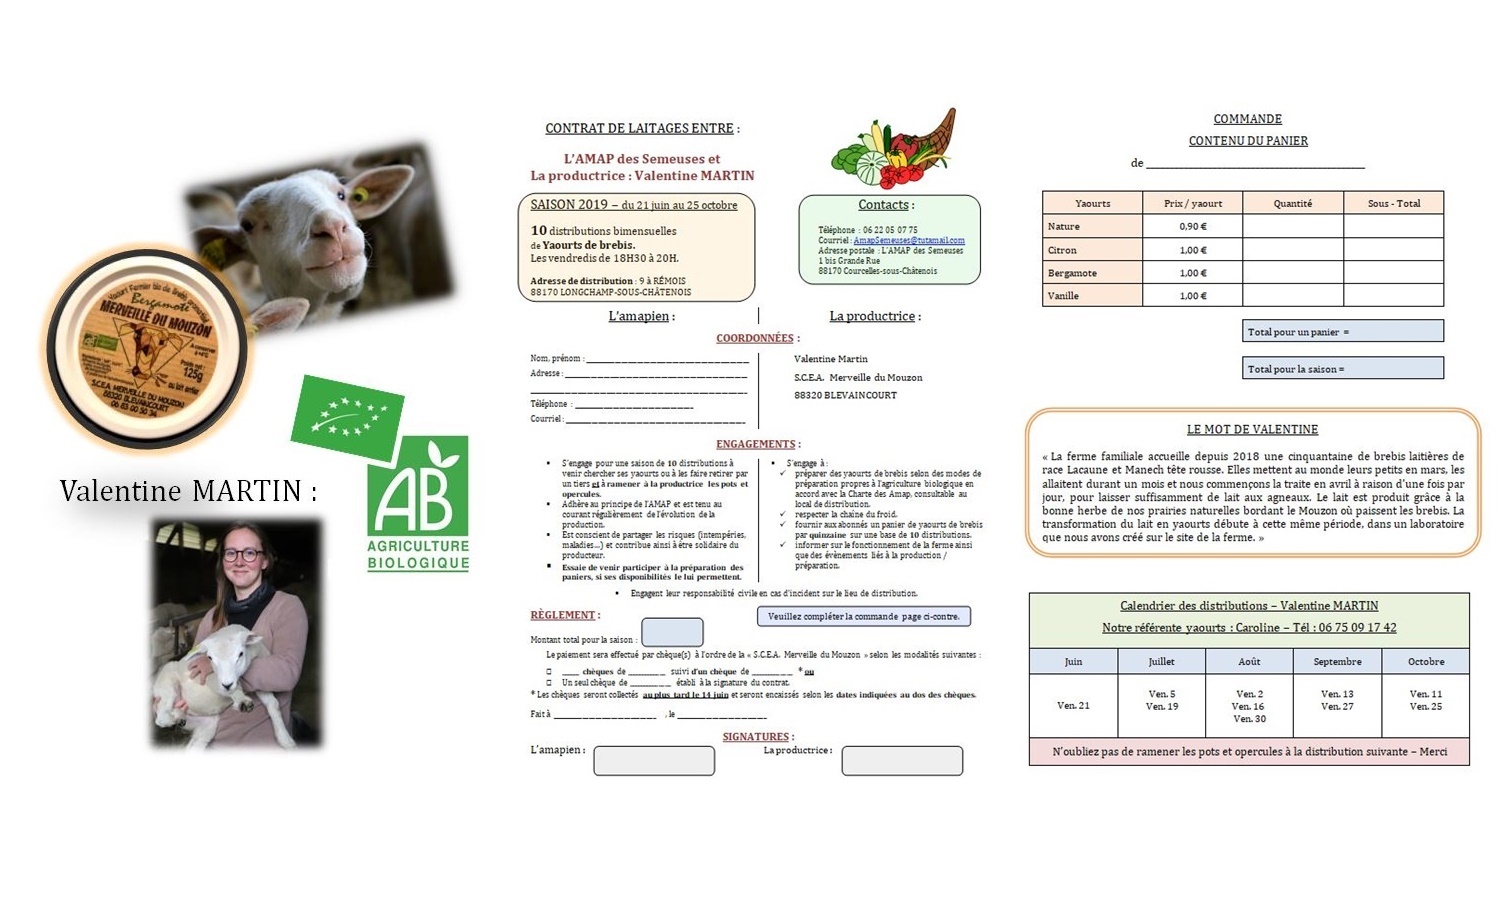 Yaourt Fermier bio de Brebis
Bergamote
MERVEILLE DU MOUZON
Poids net :
125g
au lait entier
S.C.E.A. MERVEILLE DU MOUZON
88320 BLEVAINCOURT
06 83 00 50 34
AB
AGRICULTURE
BIOLOGIQUE
Valentine MARTIN :
CONTRAT DE LAITAGES ENTRE :
L'AMAP des Semeuses et
La productrice : Valentine MARTIN
SAISON 2019 – du 21 juin au 25 octobre
10 distributions bimensuelles
de Yaourts de brebis.
Les vendredis de 18H30 à 20H.
Adresse de distribution : 9 à RÉMOIS
88170 LONGCHAMP-SOUS-CHÂTENOIS
Contacts :
Téléphone : 06 22 05 07 75
Courriel : AmapSemeuses@tutamail.com
Adresse postale : L'AMAP des Semeuses
1 bis Grande Rue
88170 Courcelles-sous-Châtenois
L'amapien :
La productrice :
COORDONNÉES :
Nom, prénom :
Adresse :
Téléphone :
Courriel :
Valentine Martin
S.C.E.A. Merveille du Mouzon
88320 BLEVAINCOURT
ENGAGEMENTS :
S'engage pour une saison de 10 distributions à
venir chercher ses yaourts ou à les faire retirer par
un tiers et à ramener à la productrice les pots et
opercules.
Adhère au principe de l'AMAP et est tenu au
courant régulièrement de l'évolution de la
production.
Est conscient de partager les risques (intempéries,
maladies…) et contribue ainsi à être solidaire du
producteur.
Essaie de venir participer à la préparation des
paniers, si ses disponibilités le lui permettent.
S'engage à :
✓ préparer des yaourts de brebis selon des modes de
préparation propres à l'agriculture biologique en
accord avec la Charte des Amap, consultable au
local de distribution.
✓ respecter la chaîne du froid.
✓ fournir aux abonnés un panier de yaourts de brebis
par quinzaine sur une base de 10 distributions.
✓ informer sur le fonctionnement de la ferme ainsi
que des évènements liés à la production /
préparation.
Engagent leur responsabilité civile en cas d'incident sur le lieu de distribution.
RÈGLEMENT :
Veuillez compléter la commande page ci-contre.
Montant total pour la saison :
Le paiement sera effectué par chèque(s) à l'ordre de la « S.C.E.A. Merveille du Mouzon » selon les modalités suivantes :
☐ ____ chèques de ________ suivi d'un chèque de ________ * ou
☐ Un seul chèque de ________ établi à la signature du contrat.
* Les chèques seront collectés au plus tard le 14 juin et seront encaissés selon les dates indiquées au dos des chèques.
Fait à ____________________ , le ____________________
SIGNATURES :
L'amapien :
La productrice :
COMMANDE
CONTENU DU PANIER
de ________________________________________
Yaourts Prix / yaourt Quantité Sous - Total
Nature 0,90 €
Citron 1,00 €
Bergamote 1,00 €
Vanille 1,00 €
Total pour un panier =
Total pour la saison =
LE MOT DE VALENTINE
« La ferme familiale accueille depuis 2018 une cinquantaine de brebis laitières de
race Lacaune et Manech tête rousse. Elles mettent au monde leurs petits en mars, les
allaitent durant un mois et nous commençons la traite en avril à raison d'une fois par
jour, pour laisser suffisamment de lait aux agneaux. Le lait est produit grâce à la
bonne herbe de nos prairies naturelles bordant le Mouzon où paissent les brebis. La
transformation du lait en yaourts débute à cette même période, dans un laboratoire
que nous avons créé sur le site de la ferme. »
Calendrier des distributions – Valentine MARTIN
Notre référente yaourts : Caroline – Tél : 06 75 09 17 42
Juin Juillet Août Septembre Octobre
Ven. 21
Ven. 5
Ven. 19
Ven. 2
Ven. 16
Ven. 30
Ven. 13
Ven. 27
Ven. 11
Ven. 25
N'oubliez pas de ramener les pots et opercules à la distribution suivante – Merci